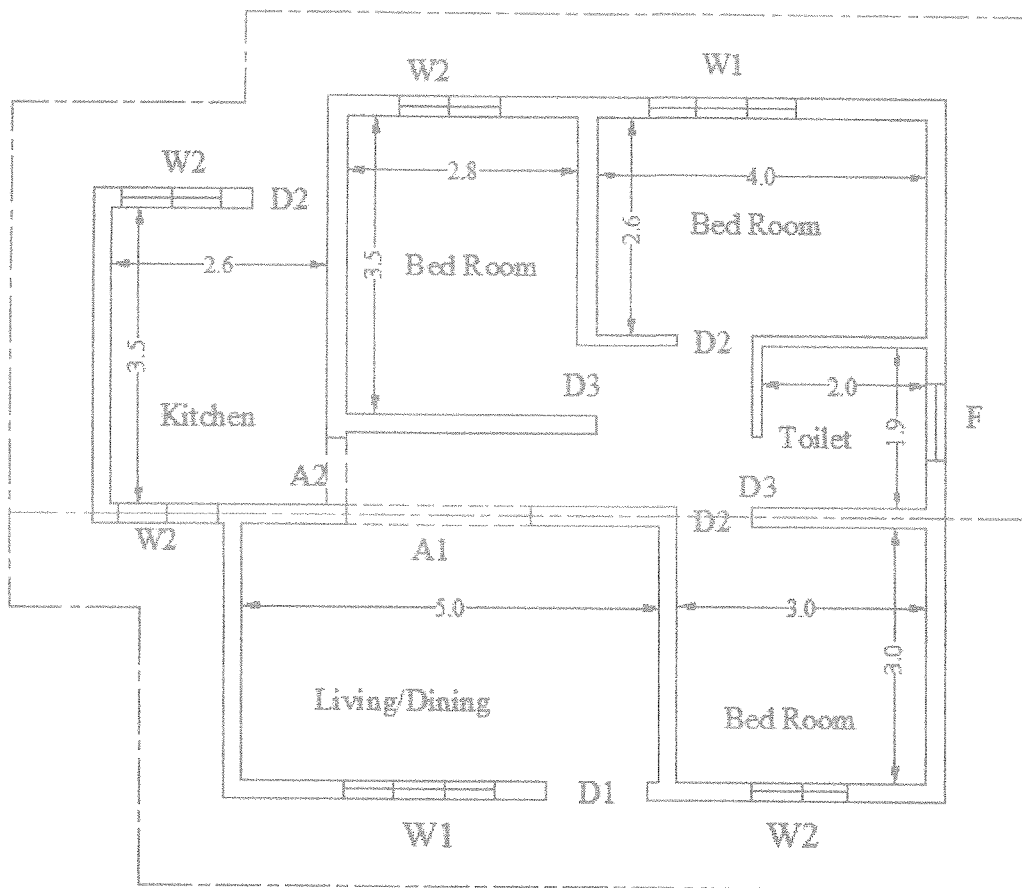 W2
W1
W2
D2
2.8
4.0
2.6
Bed Room
2.6
3.5
Bed Room
3.5
D2
D3
2.0
Kitchen
Toilet
1.9
F
A2
D3
W2
A1
D2
5.0
3.0
3.0
Living/Dining
Bed Room
D1
W1
W2